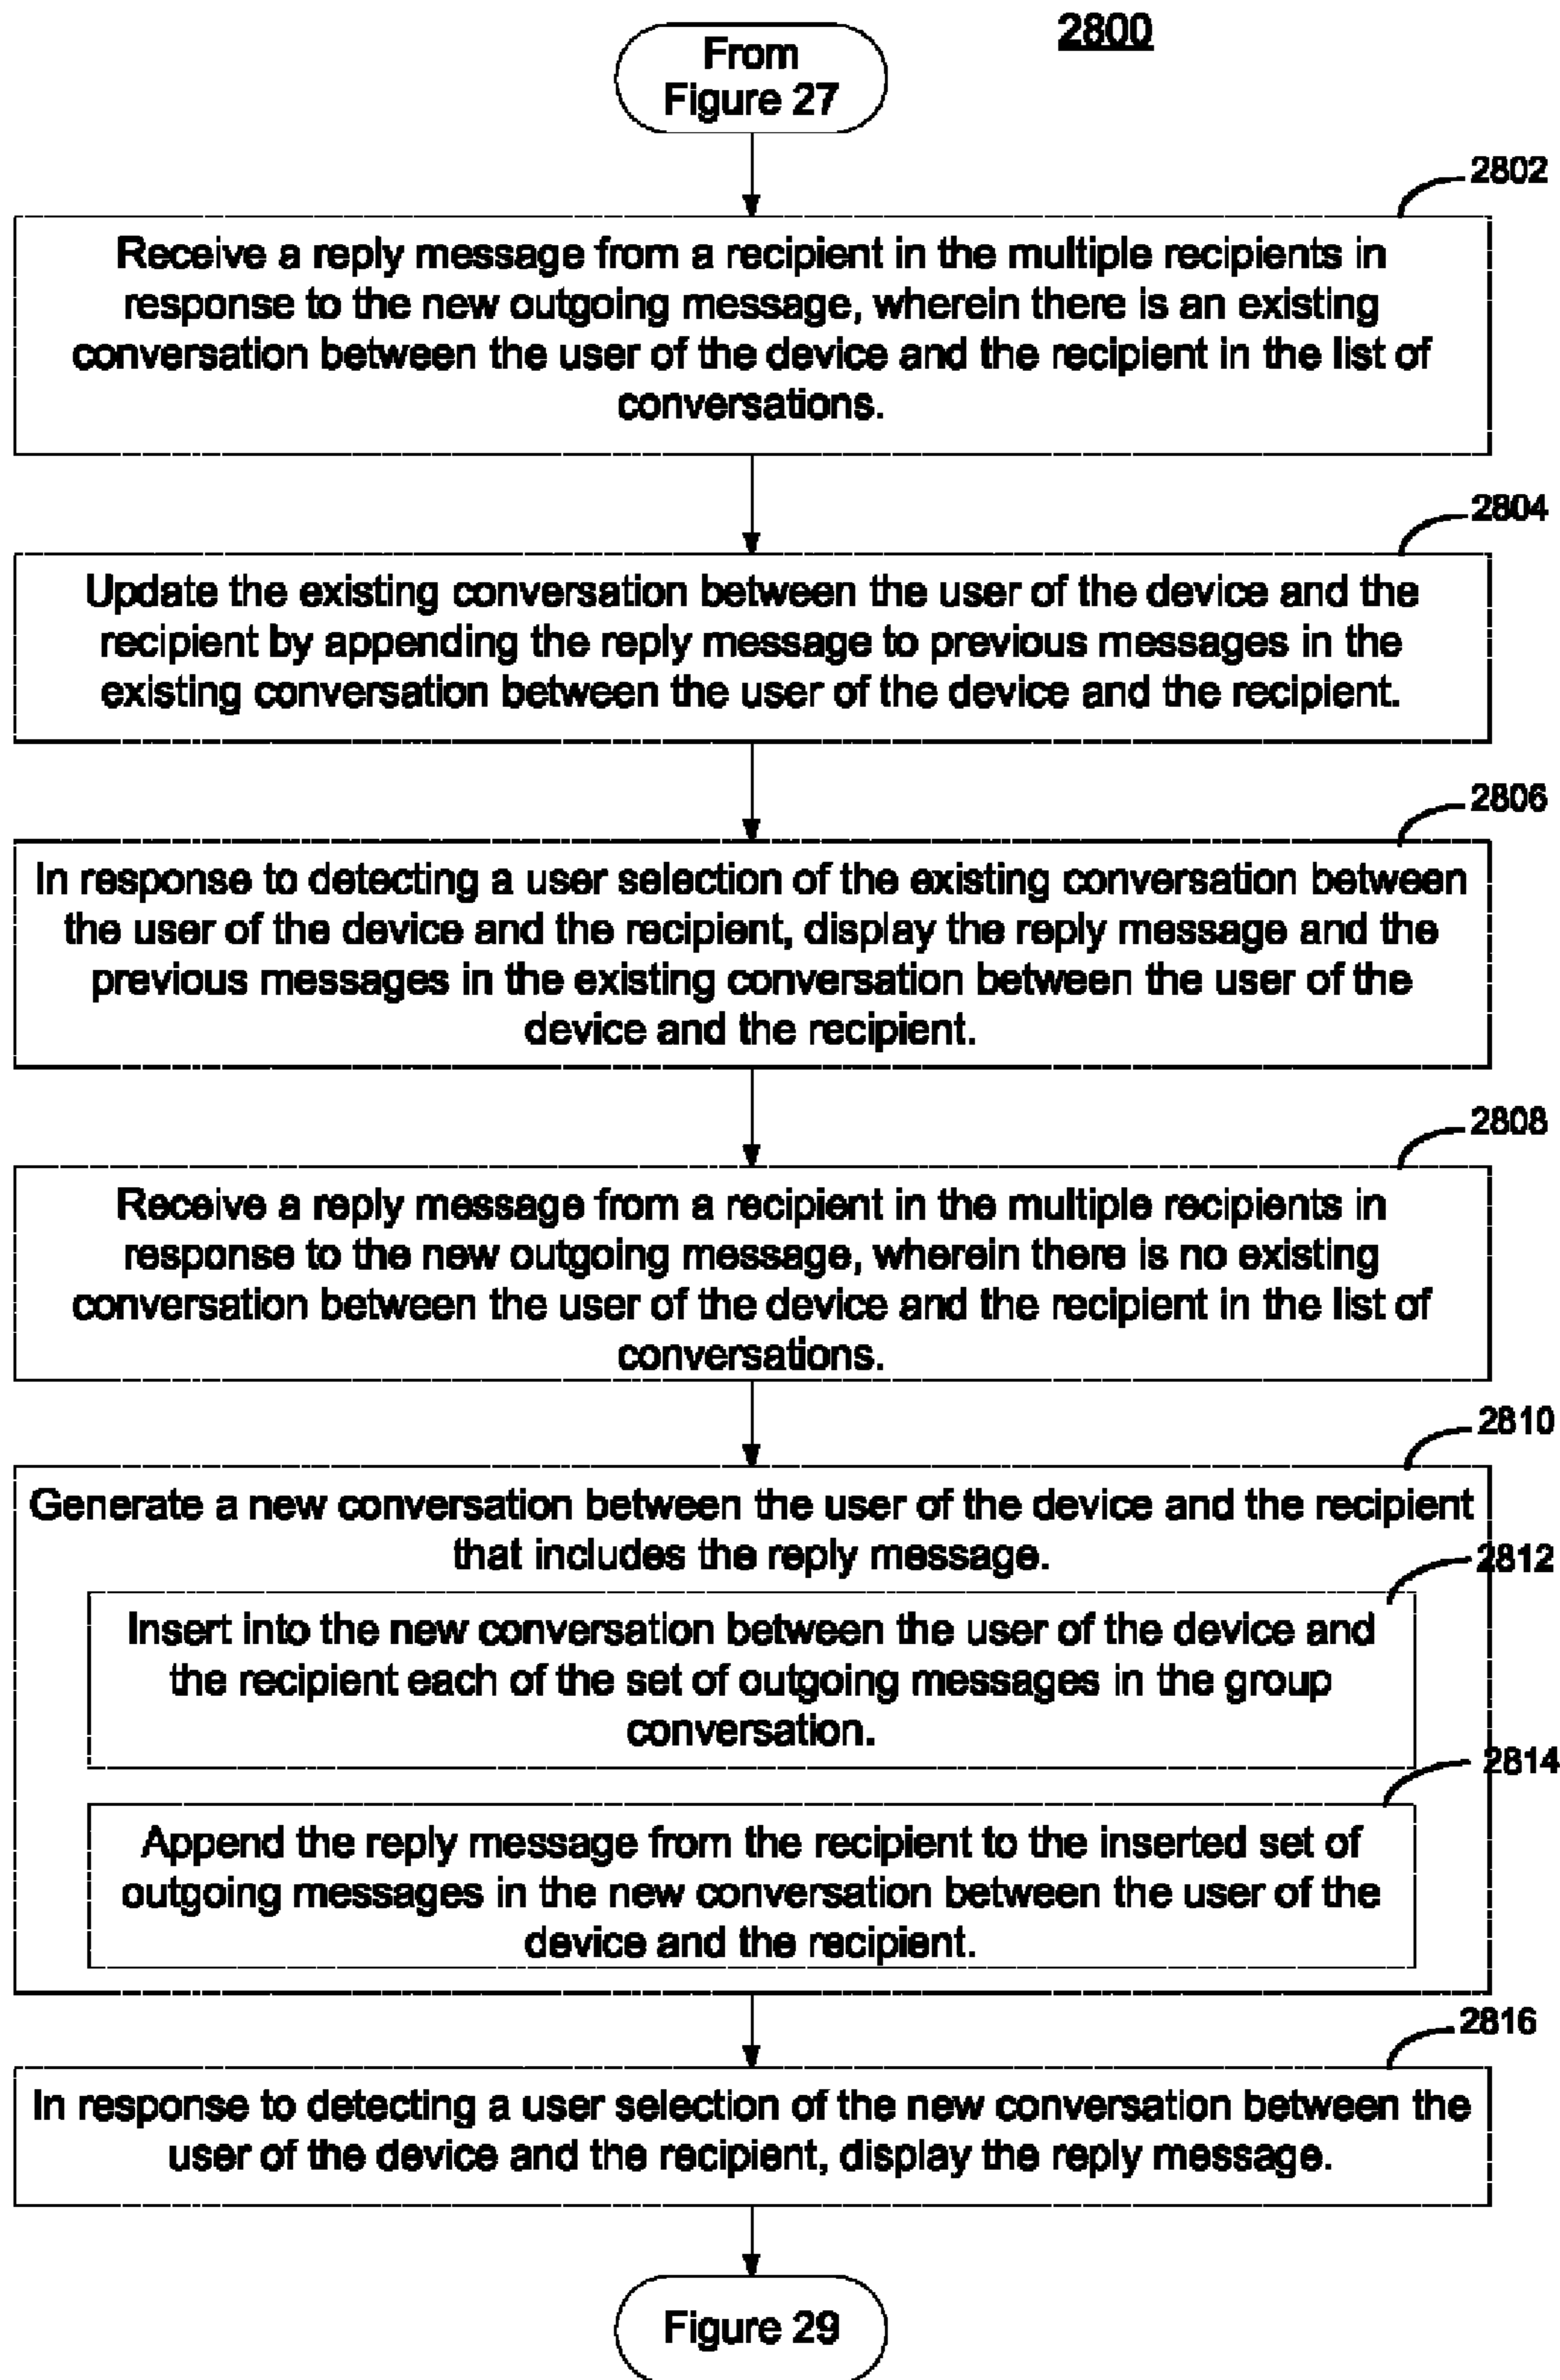 2800
From
Figure 27
2802
Receive a reply message from a recipient in the multiple recipients in
response to the new outgoing message, wherein there is an existing
conversation between the user of the device and the recipient in the list of
conversations.
2804
Update the existing conversation between the user of the device and the
recipient by appending the reply message to previous messages in the
existing conversation between the user of the device and the recipient.
2806
In response to detecting a user selection of the existing conversation between
the user of the device and the recipient, display the reply message and the
previous messages in the existing conversation between the user of the
device and the recipient.
2808
Receive a reply message from a recipient in the multiple recipients in
response to the new outgoing message, wherein there is no existing
conversation between the user of the device and the recipient in the list of
conversations.
2810
Generate a new conversation between the user of the device and the recipient
that includes the reply message.
2812
Insert into the new conversation between the user of the device and
the recipient each of the set of outgoing messages in the group
conversation.
2814
Append the reply message from the recipient to the inserted set of
outgoing messages in the new conversation between the user of the
device and the recipient.
2816
In response to detecting a user selection of the new conversation between the
user of the device and the recipient, display the reply message.
Figure 29